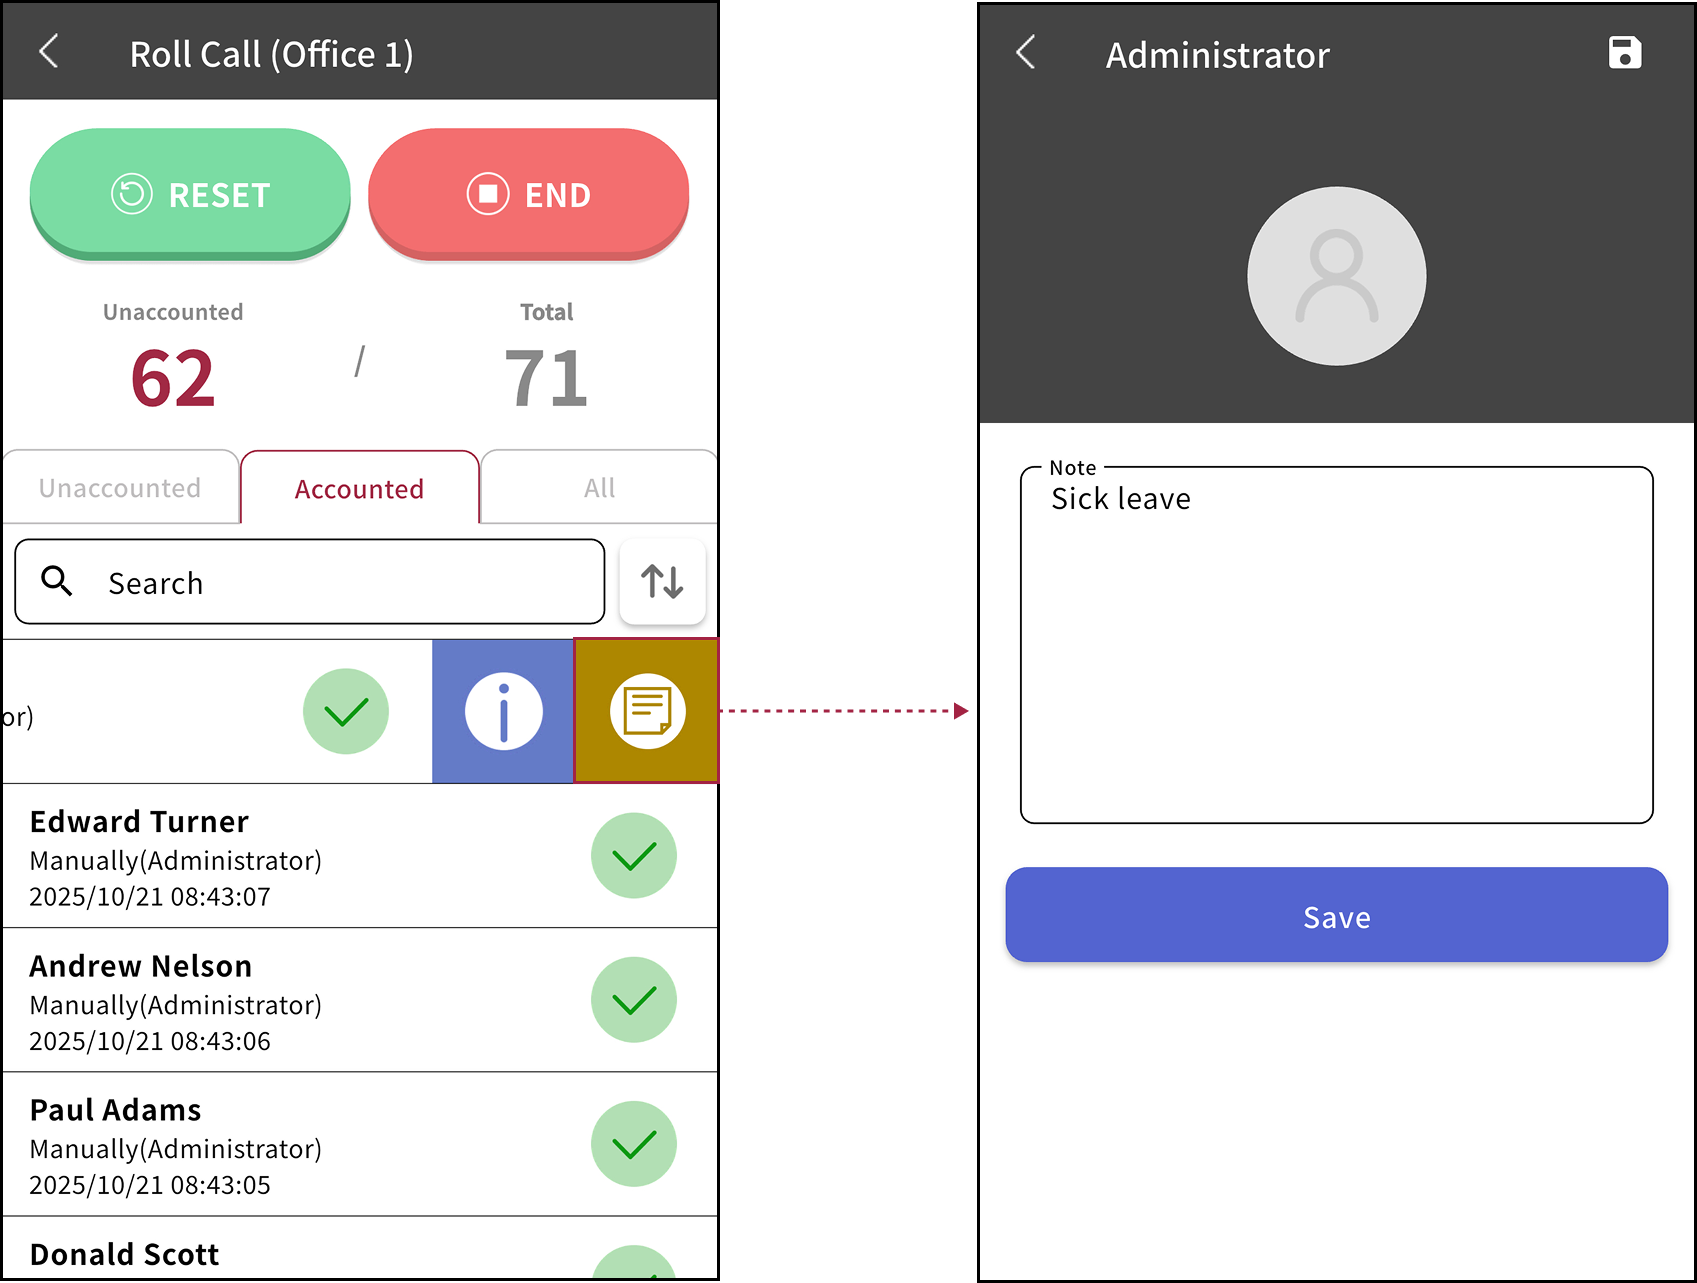 Roll Call (Office 1)
RESET
END
Unaccounted
Total
62
/
71
Unaccounted
Accounted
All
Search
or)
Edward Turner
Manually(Administrator)
2025/10/21 08:43:07
Andrew Nelson
Manually(Administrator)
2025/10/21 08:43:06
Paul Adams
Manually(Administrator)
2025/10/21 08:43:05
Donald Scott
Administrator
Note
Sick leave
Save